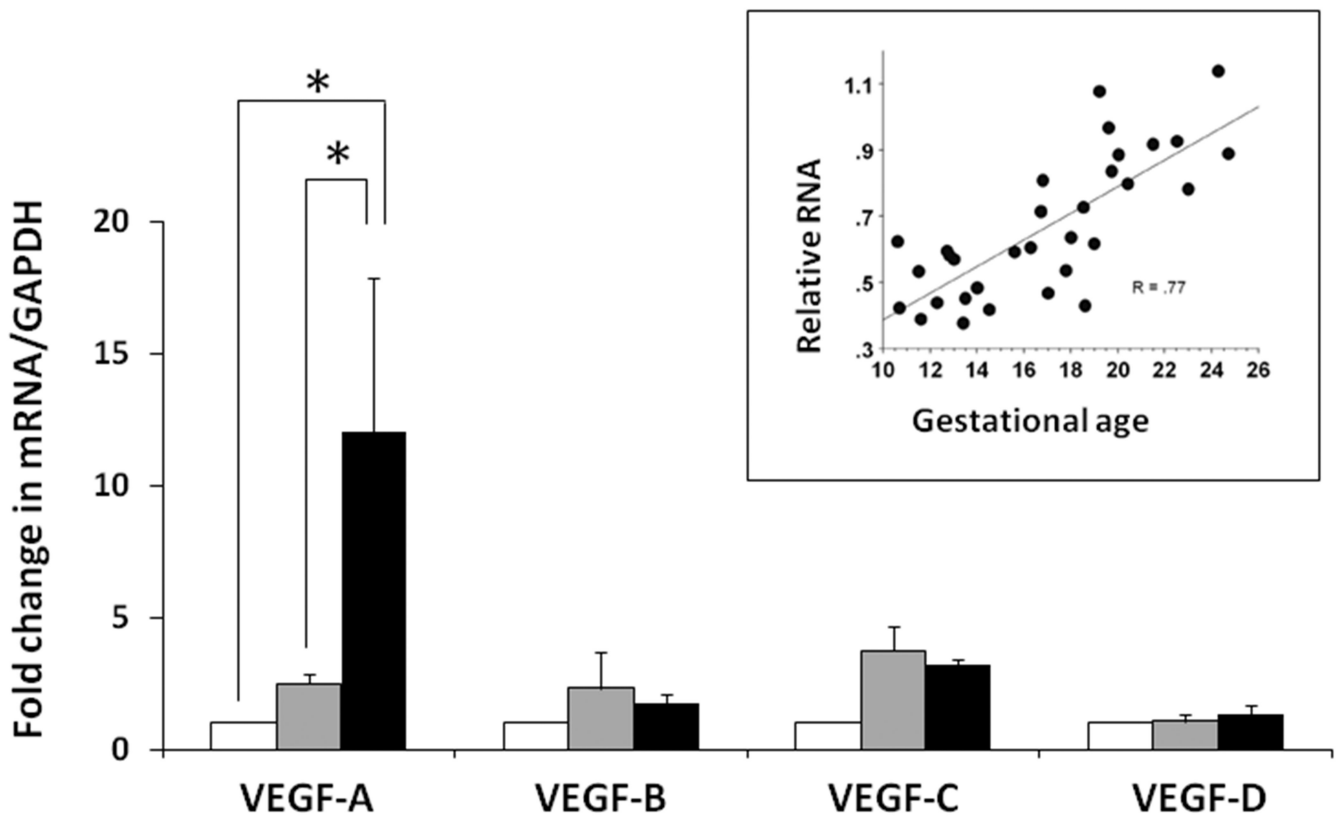 *
*
Fold change in mRNA/GAPDH
20
15
10
5
0
VEGF-A
VEGF-B
VEGF-C
VEGF-D
Relative RNA
1.1
.9
.7
.5
.3
R = .77
10 12 14 16 18 20 22 24 26
Gestational age